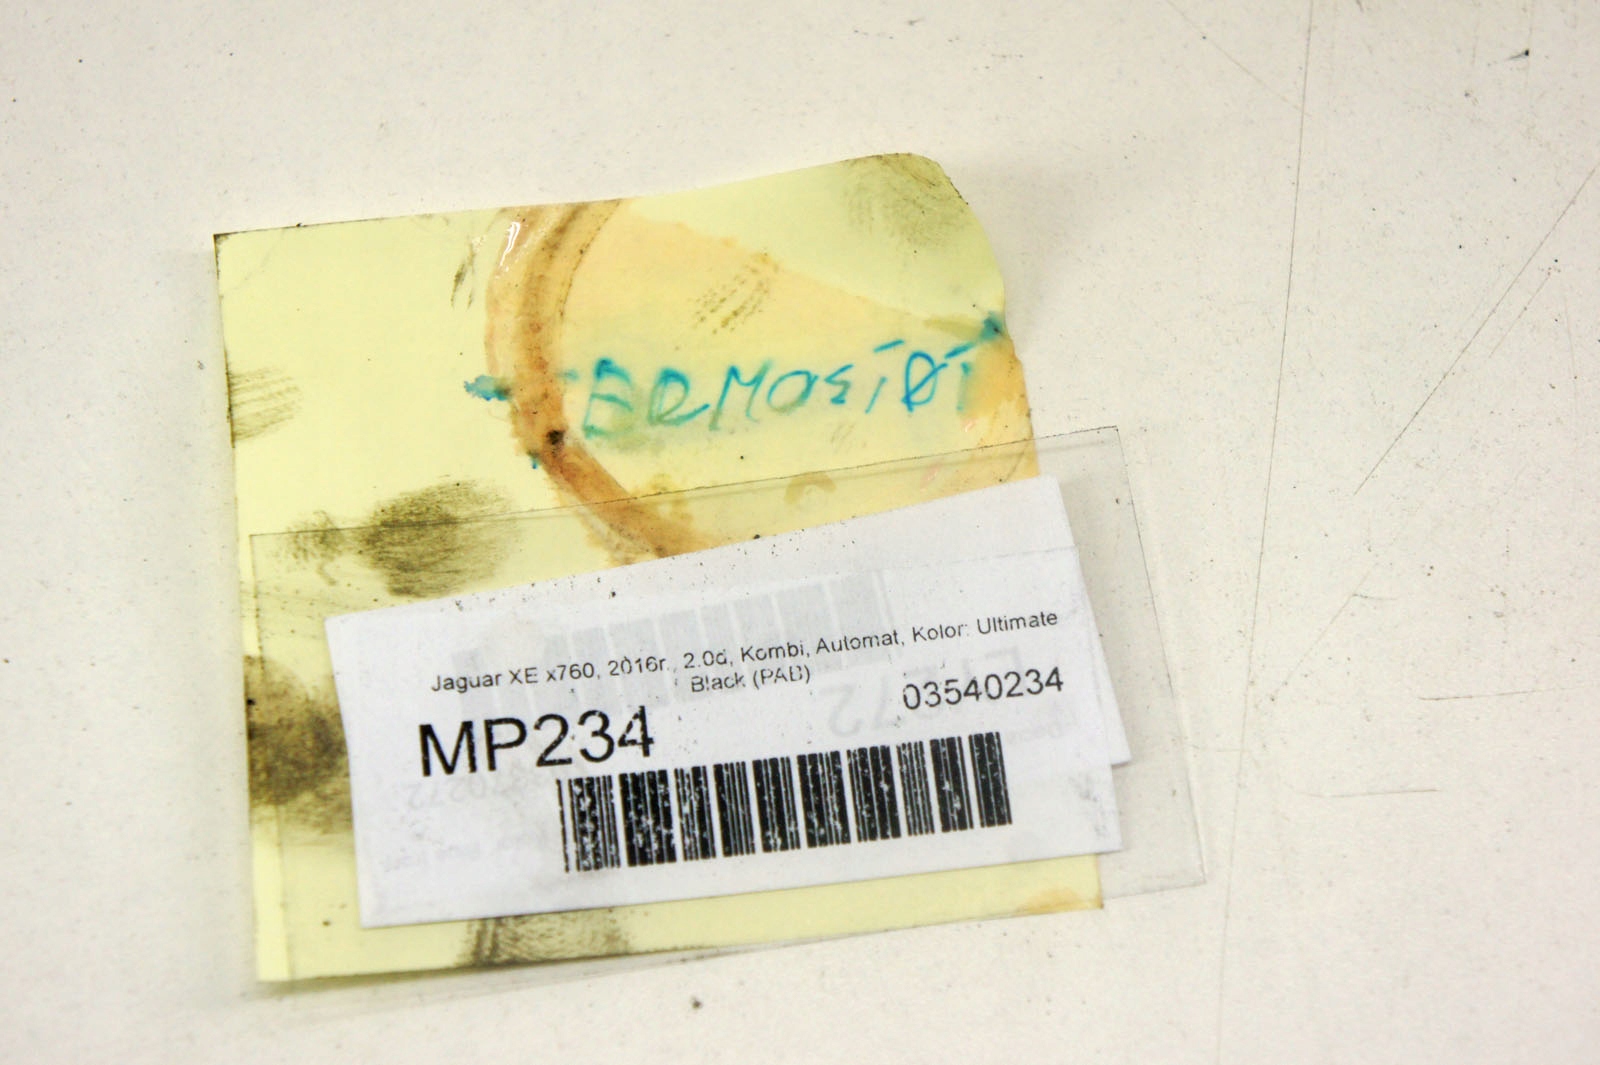 Jaguar XE x760, 2016r., 2.0d, Kombi, Automat, Kolor: Ultimate
Black (PAB)
MP234
03540234